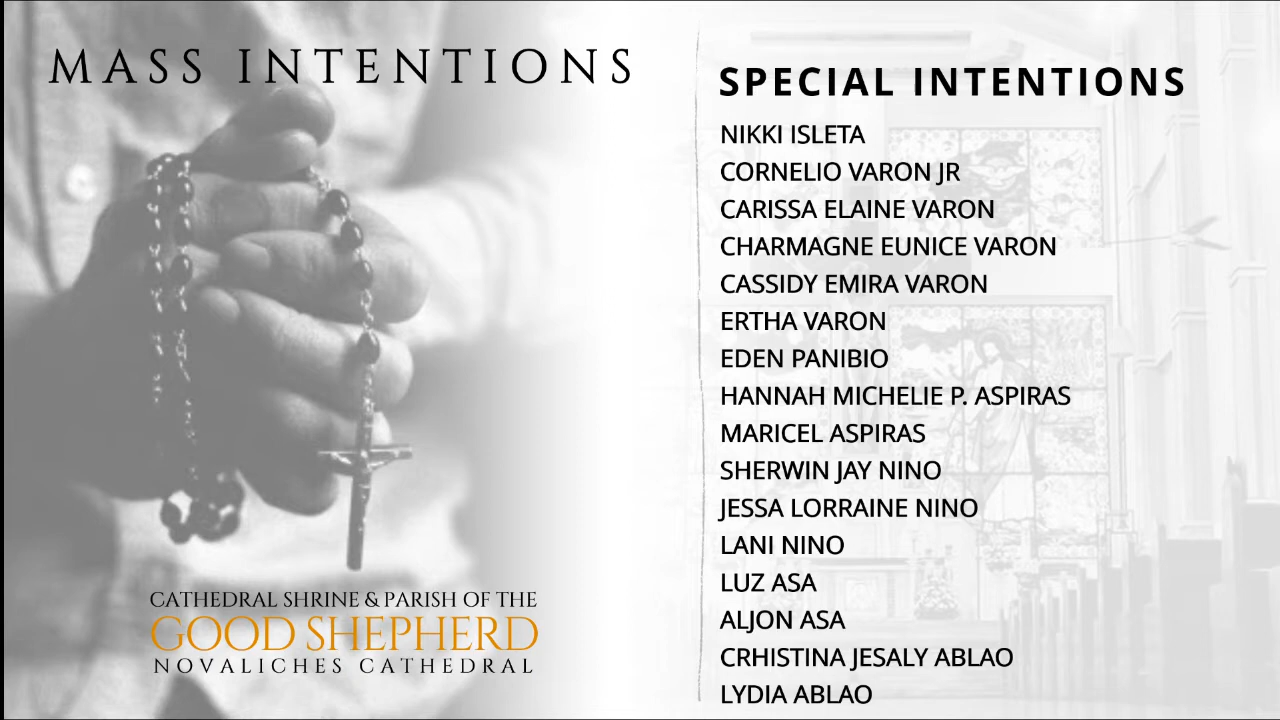 MASS INTENTIONS
CATHEDRAL SHRINE & PARISH OF THE
GOOD SHEPHERD
NOVALICHES CATHEDRAL
SPECIAL INTENTIONS
NIKKI ISLETA
CORNELIO VARON JR
CARISSA ELAINE VARON
CHARMAGNE EUNICE VARON
CASSIDY EMIRA VARON
ERTHA VARON
EDEN PANIBIO
HANNAH MICHELIE P. ASPIRAS
MARICEL ASPIRAS
SHERWIN JAY NINO
JESSA LORRAINE NINO
LANI NINO
LUZ ASA
ALJON ASA
CRHISTINA JESALY ABLAO
LYDIA ABLAO